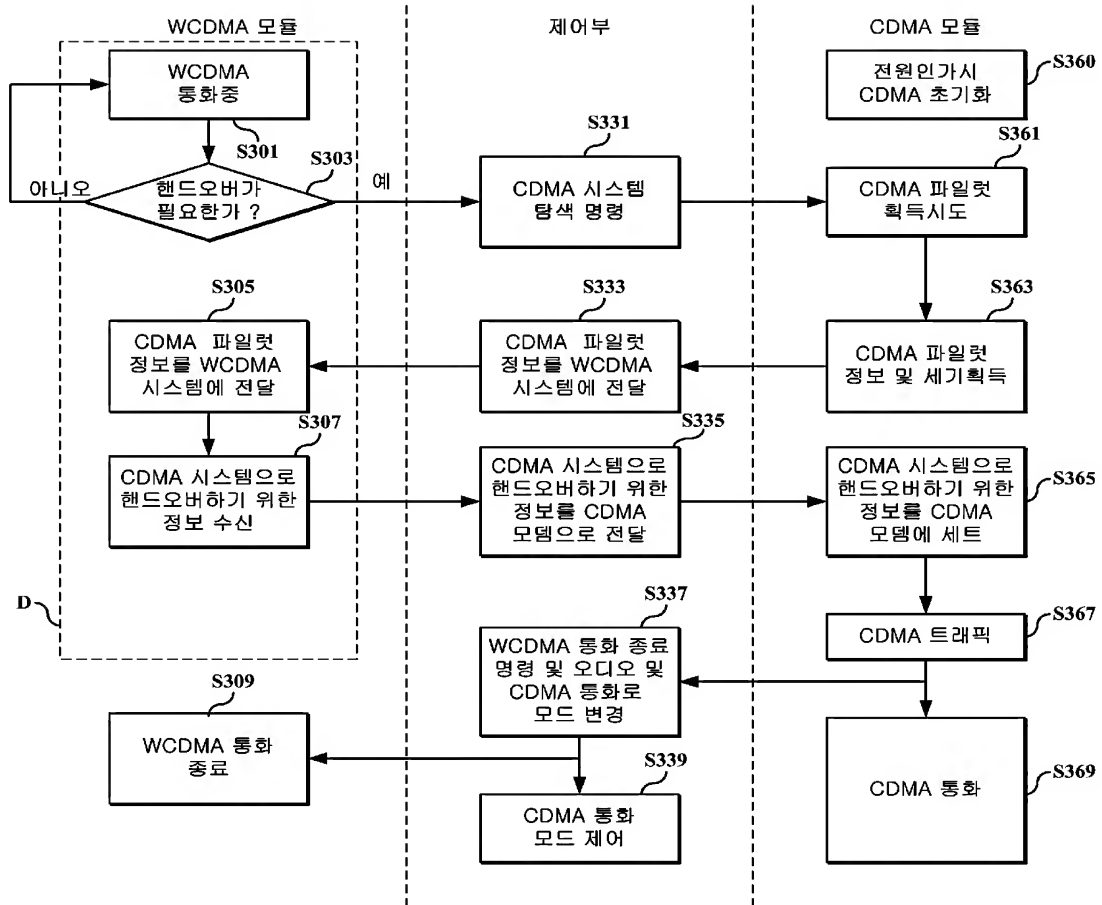 WCDMA 모듈
제어부
CDMA 모듈
WCDMA
통화중
S301
전원인가시
CDMA 초기화
S360
아니오
핸드오버가
필요한가 ?
S303
예
S331
CDMA 시스템
탐색 명령
S361
CDMA 파일럿
획득시도
S305
CDMA 파일럿
정보를 WCDMA
시스템에 전달
S333
CDMA 파일럿
정보를 WCDMA
시스템에 전달
S363
CDMA 파일럿
정보 및 세기획득
S307
CDMA 시스템으로
핸드오버하기 위한
정보 수신
S335
CDMA 시스템으로
핸드오버하기 위한
정보를 CDMA
모뎀으로 전달
CDMA 시스템으로
핸드오버하기 위한
정보를 CDMA
모뎀에 세트
S365
D
S337
WCDMA 통화 종료
명령 및 오디오 및
CDMA 통화로
모드 변경
CDMA 트래픽
S367
S309
WCDMA 통화
종료
S339
CDMA 통화
모드 제어
CDMA 통화
S369